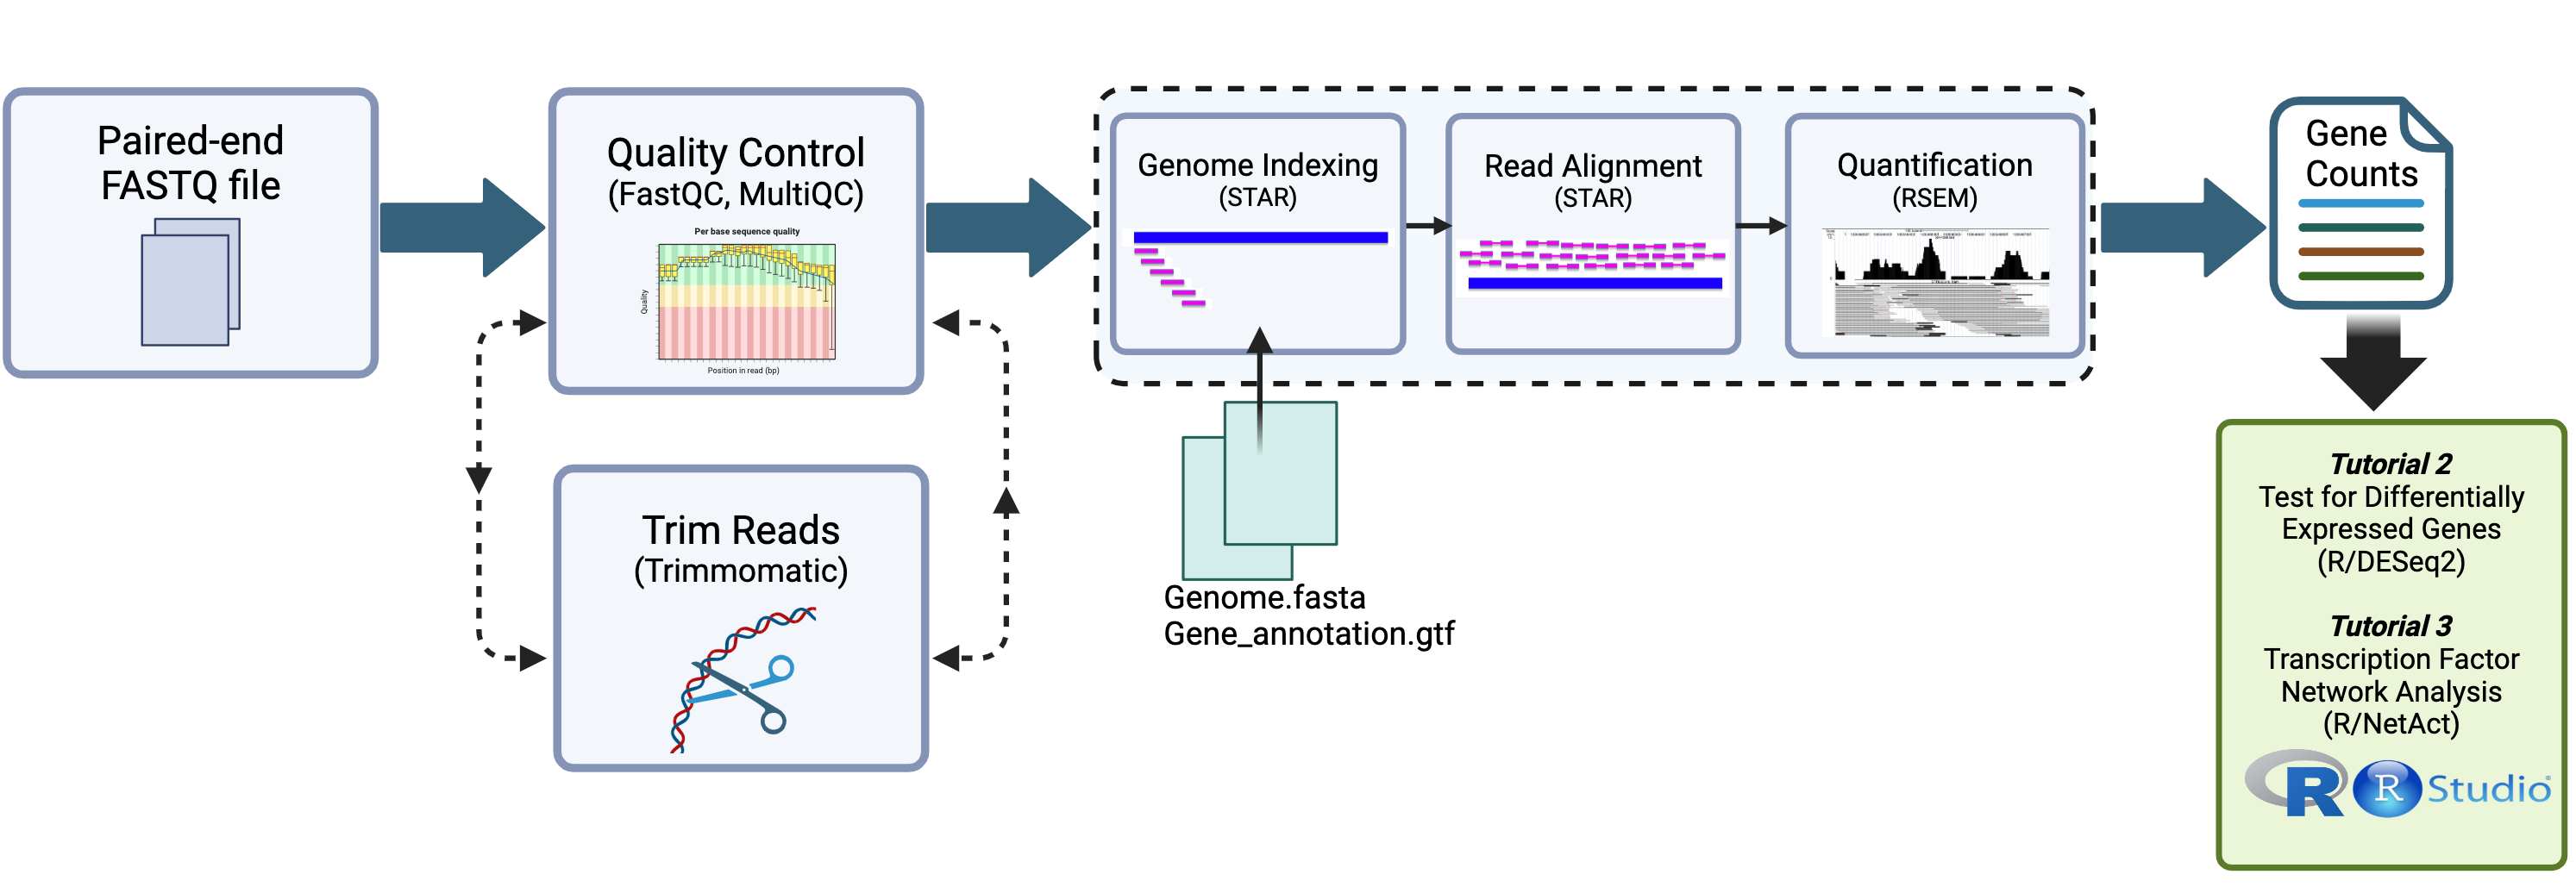 Paired-end
FASTQ file
Quality Control
(FastQC, MultiQC)
Per base sequence quality
Quality
Position in read (bp)
Trim Reads
(Trimmomatic)
Genome Indexing
(STAR)
Read Alignment
(STAR)
Quantification
(RSEM)
Genome.fasta
Gene_annotation.gtf
Gene
Counts
Tutorial 2
Test for Differentially
Expressed Genes
(R/DESeq2)
Tutorial 3
Transcription Factor
Network Analysis
(R/NetAct)
R
R Studio